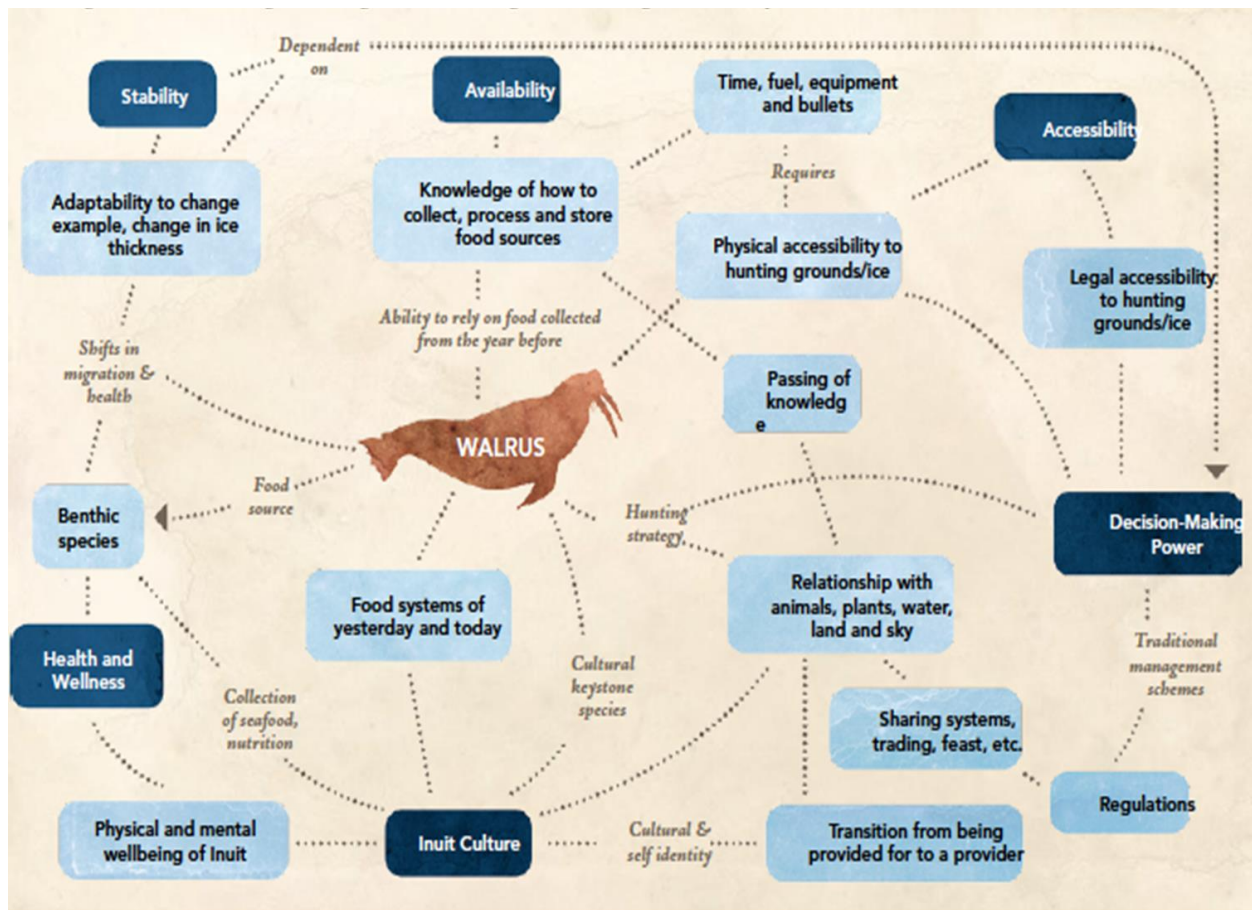 Dependent
on
Stability
Availability
Time, fuel, equipment
and bullets
Accessibility
Adaptability to change
example, change in ice
thickness
Knowledge of how to
collect, process and store
food sources
Requires
Physical accessibility to
hunting grounds/ice
Legal accessibility
to hunting
grounds/ice
Ability to rely on food collected
from the year before
Shifts in
migration &
health
Passing of
knowledg
e
WALRUS
Food
source
Benthic
species
Hunting
strategy
Decision-Making
Power
Food systems of
yesterday and today
Relationship with
animals, plants, water,
land and sky
Health and
Wellness
Collection
of seafood,
nutrition
Cultural
keystone
species
Traditional
management
schemes
Sharing systems,
trading, feast, etc.
Regulations
Physical and mental
wellbeing of Inuit
Inuit Culture
Cultural &
self identity
Transition from being
provided for to a provider